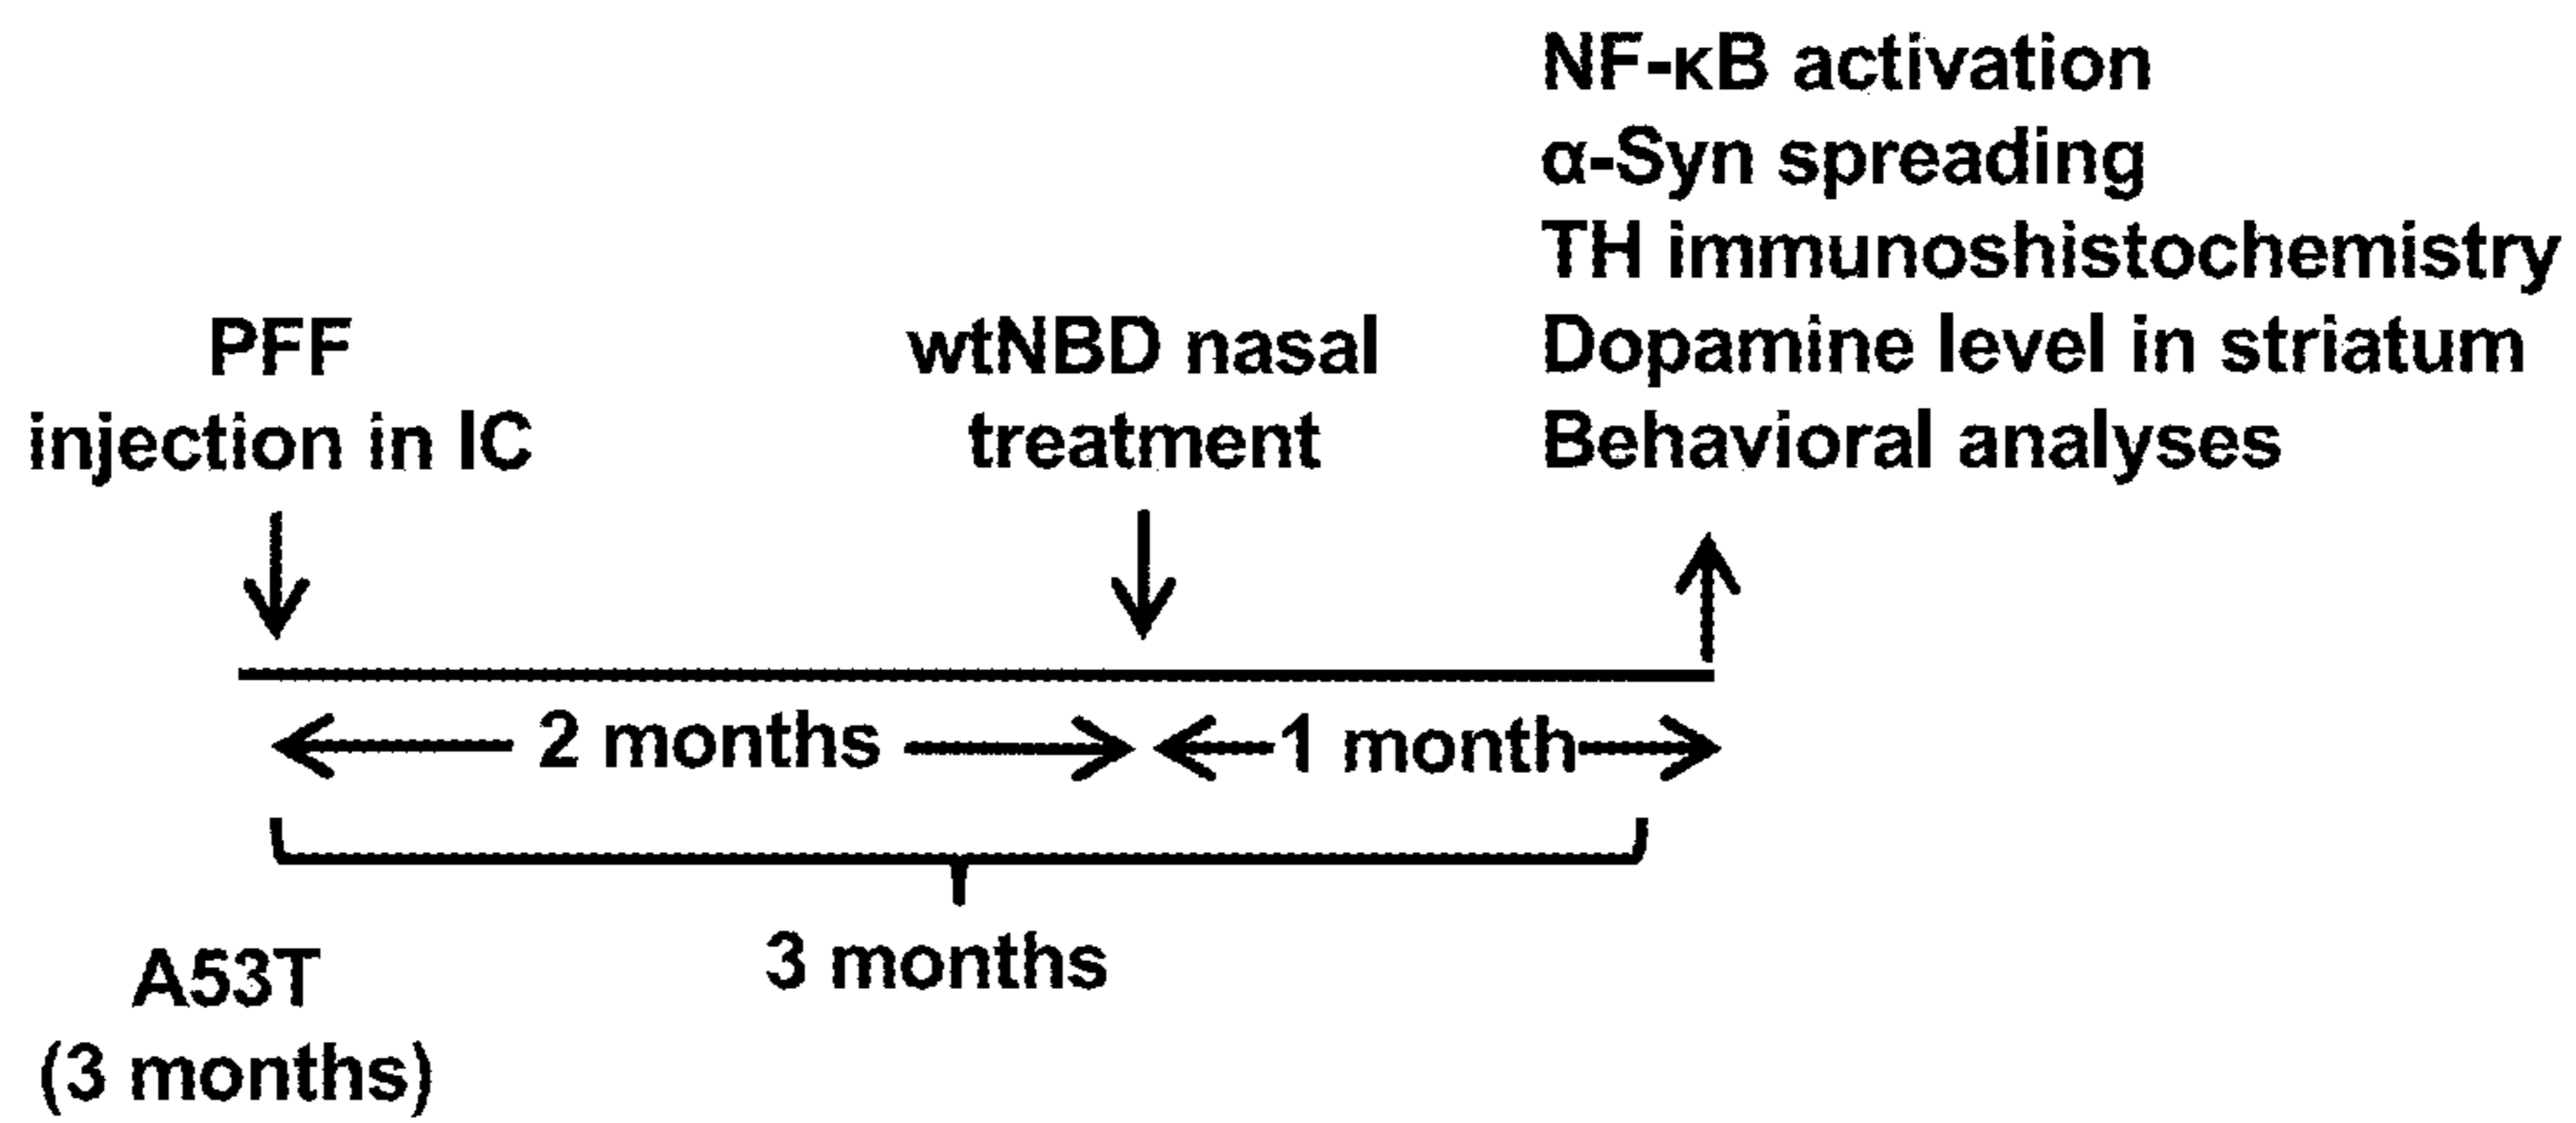 NF-κB activation
α-Syn spreading
TH immunoshistochemistry
Dopamine level in striatum
Behavioral analyses
PFF
injection in IC
wtNBD nasal
treatment
2 months
1 month
3 months
A53T
(3 months)